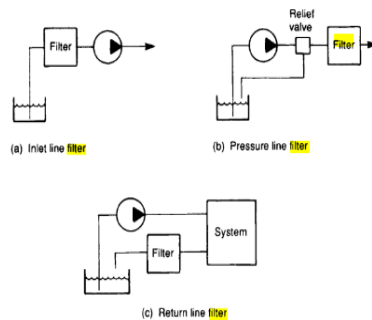 Relief
valve
Filter
Filter
(a) Inlet line filter
(b) Pressure line filter
System
Filter
(c) Return line filter